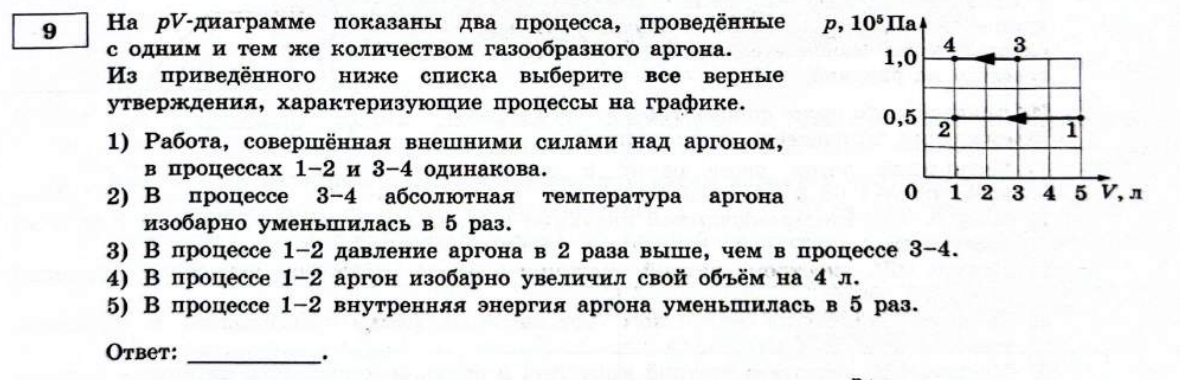 9
На pV-диаграмме показаны два процесса, проведённые
с одним и тем же количеством газообразного аргона.
Из приведённого ниже списка выберите все верные
утверждения, характеризующие процессы на графике.
1) Работа, совершённая внешними силами над аргоном,
в процессах 1–2 и 3–4 одинакова.
2) В процессе 3–4 абсолютная температура аргона
изобарно уменьшилась в 5 раз.
3) В процессе 1–2 давление аргона в 2 раза выше, чем в процессе 3–4.
4) В процессе 1–2 аргон изобарно увеличил свой объём на 4 л.
5) В процессе 1–2 внутренняя энергия аргона уменьшилась в 5 раз.
Ответ: ___________.
p, 10⁵ Па
4 3
1,0
0,5
2 1
0 1 2 3 4 5 V, л